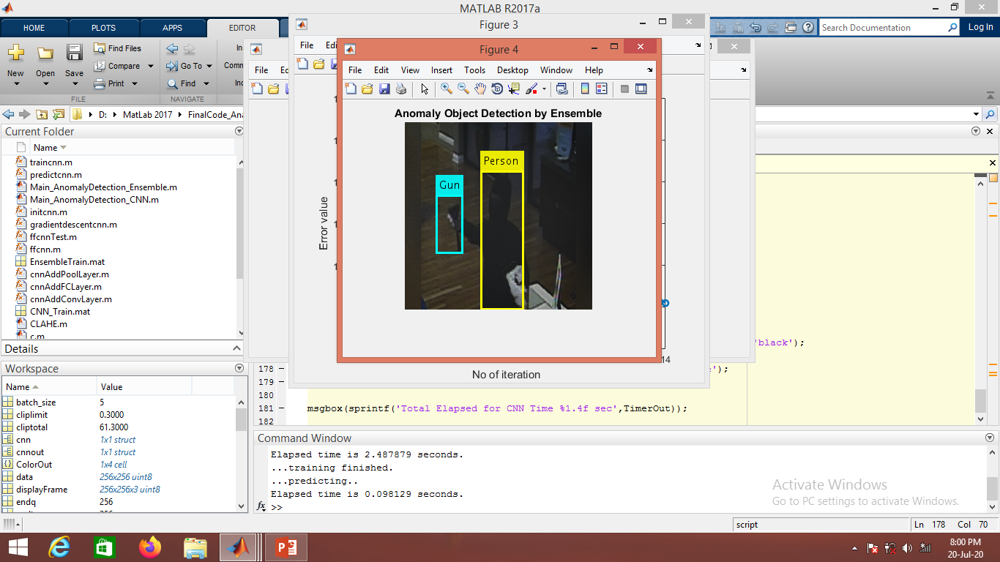 MATLAB R2017a
HOME
PLOTS
APPS
EDITOR
Search Documentation
Log In
New
Open
Save
Find Files
Compare
Print
Go To
Find
FILE
NAVIGATE
D:
MatLab 2017
FinalCode_Ana
Current Folder
Name
traincnn.m
predictcnn.m
Main_AnomalyDetection_Ensemble.m
Main_AnomalyDetection_CNN.m
initcnn.m
gradientdescentcnn.m
ffcnnTest.m
ffcnn.m
EnsembleTrain.mat
cnnAddPoolLayer.m
cnnAddFCLayer.m
cnnAddConvLayer.m
CNN_Train.mat
CLAHE.m
c.m
Details
Workspace
Name Value
batch_size 5
cliplimit 0.3000
cliptotal 61.3000
cnn 1x1 struct
cnnout 1x1 struct
ColorOut 1x4 cell
data 256x256 uint8
displayFrame 256x256x3 uint8
endq 256
Figure 3
File
Error value
No of iteration
14
File
Figure 4
File Edit View Insert Tools Desktop Window Help
Anomaly Object Detection by Ensemble
Person
Gun
'black');
178
');
179
180
181 msgbox(sprintf('Total Elapsed for CNN Time %1.4f sec',TimerOut));
182
Command Window
Elapsed time is 2.487879 seconds.
...training finished.
...predicting..
Elapsed time is 0.098129 seconds.
fx >>
Activate Windows
Go to PC settings to activate Windows.
script
Ln 178 Col 70
8:00 PM
20-Jul-20